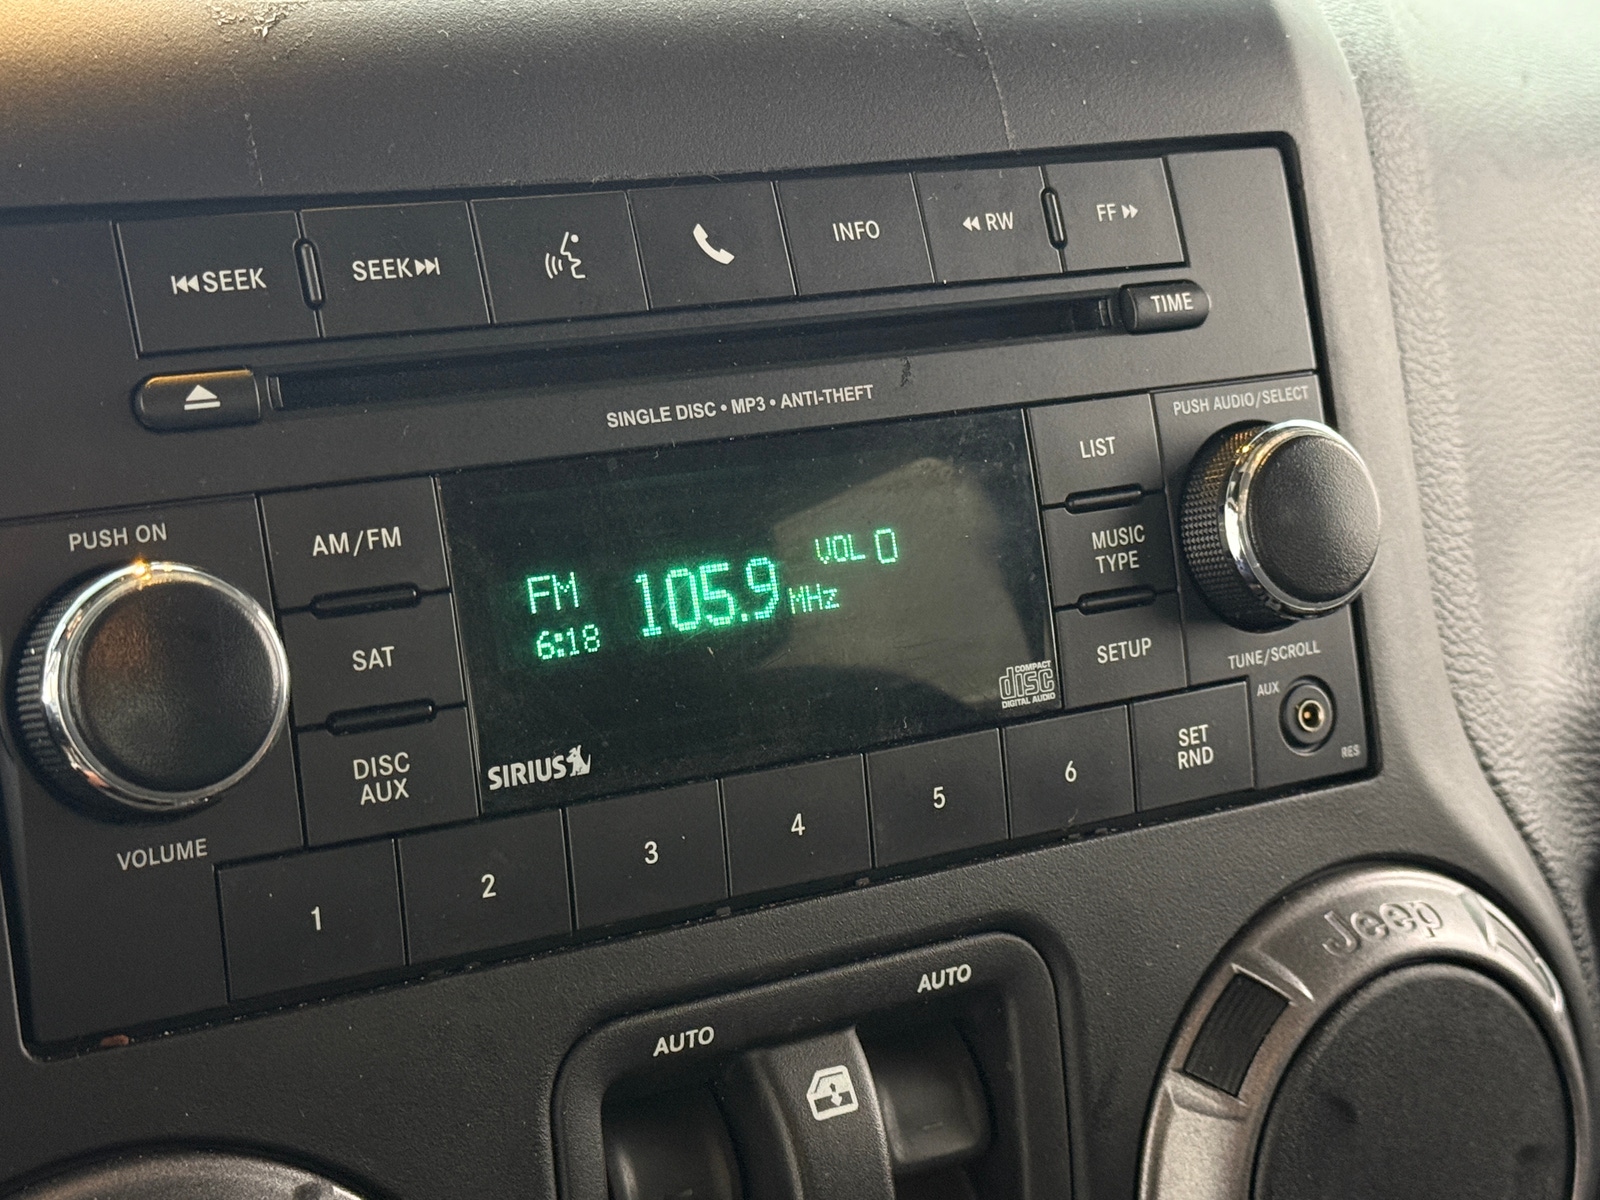 SEEK
SEEK
INFO
RW
FF
TIME
SINGLE DISC • MP3 • ANTI-THEFT
PUSH AUDIO/SELECT
LIST
PUSH ON
AM/FM
FM
105.9
MHz
VOL 0
6:18
MUSIC
TYPE
SAT
SETUP
TUNE/SCROLL
AUX
RES
COMPACT
disc
DIGITAL AUDIO
DISC
AUX
SIRIUS
VOLUME
1
2
3
4
5
6
SET
RND
Jeep
AUTO
AUTO